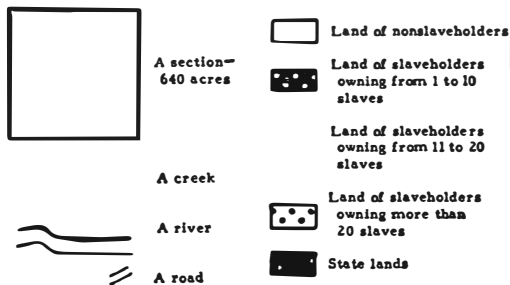 A section—
640 acres
A creek
A river
A road
Land of nonslaveholders
Land of slaveholders
owning from 1 to 10
slaves
Land of slaveholders
owning from 11 to 20
slaves
Land of slaveholders
owning more than
20 slaves
State lands